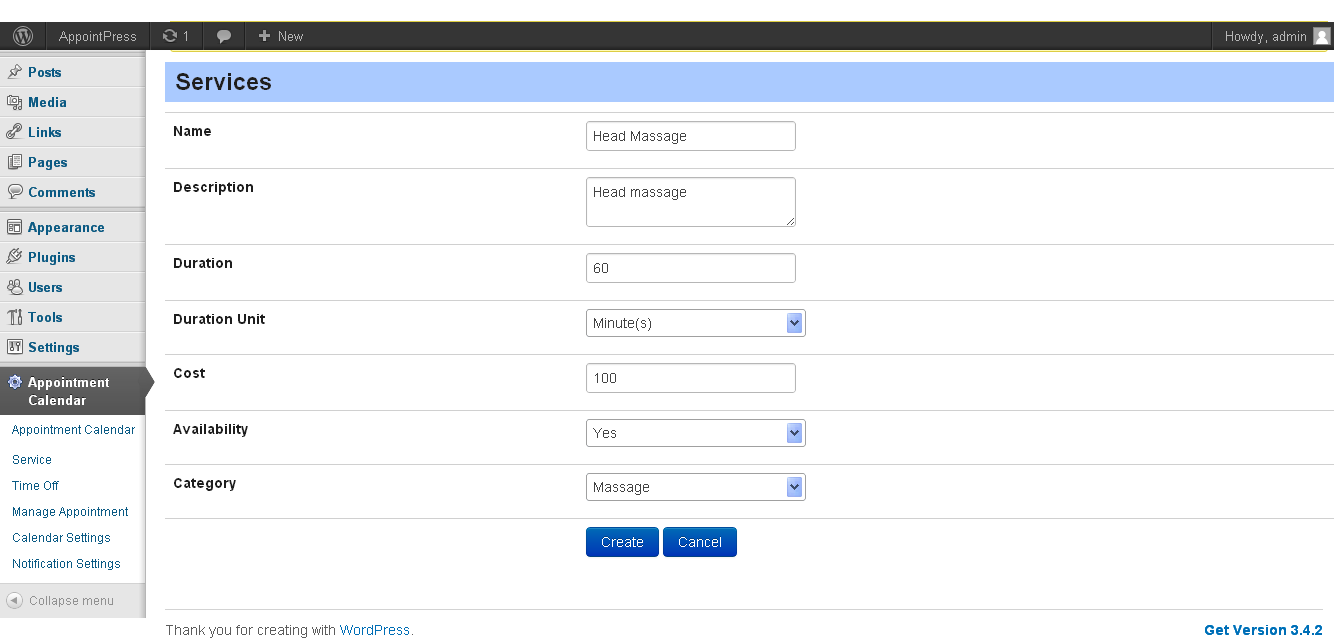 AppointPress 1 New Howdy, admin
Posts
Media
Links
Pages
Comments
Appearance
Plugins
Users
Tools
Settings
Appointment
Calendar
Appointment Calendar
Service
Time Off
Manage Appointment
Calendar Settings
Notification Settings
Collapse menu
Services
Name Head Massage
Description Head massage
Duration 60
Duration Unit Minute(s)
Cost 100
Availability Yes
Category Massage
Create Cancel
Thank you for creating with WordPress. Get Version 3.4.2